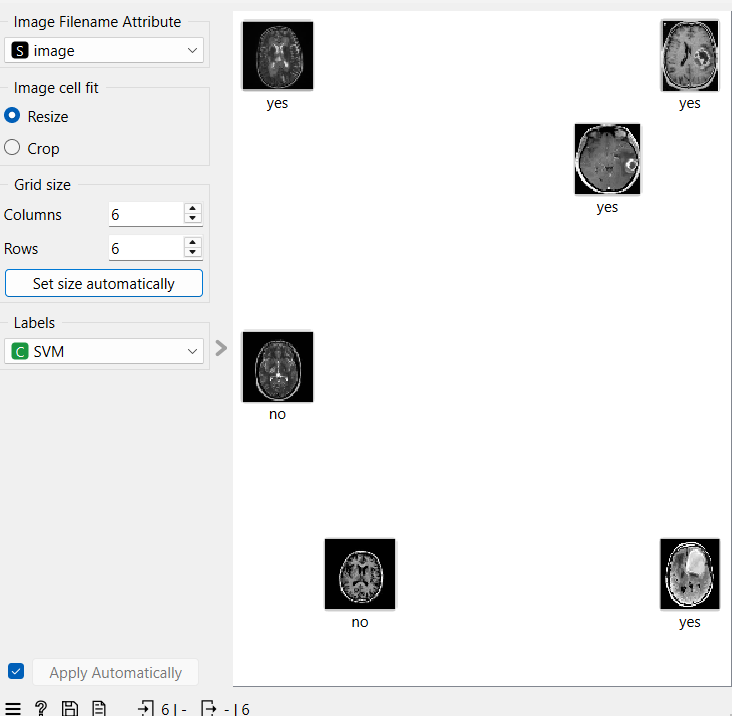 Image Filename Attribute
S image
Image cell fit
Resize
Crop
Grid size
Columns 6
Rows 6
Set size automatically
Labels
C SVM
Apply Automatically
? 6 | - - | 6
yes
yes
yes
no
no
yes